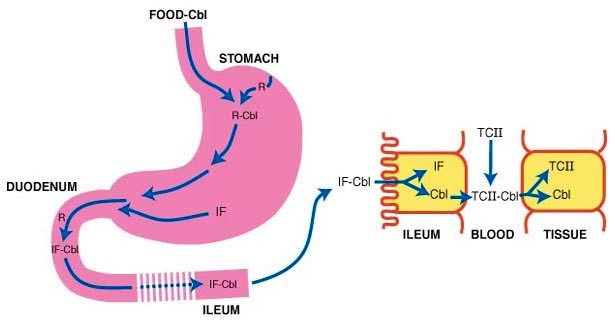 FOOD-Cbl
STOMACH
R
R-Cbl
DUODENUM
R
IF
IF-Cbl
IF-Cbl
ILEUM
IF-Cbl
TCII
IF
Cbl
TCII-Cbl
TCII
Cbl
ILEUM
BLOOD
TISSUE